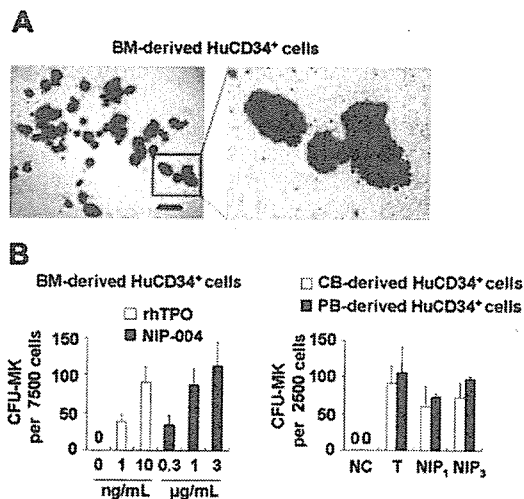 A
BM-derived HuCD34⁺ cells
B
BM-derived HuCD34⁺ cells
rhTPO
NIP-004
CFU-MK
per 7500 cells
150
100
50
0
0
0 1 10 0.3 1 3
ng/mL µg/mL
CB-derived HuCD34⁺cells
PB-derived HuCD34⁺cells
CFU-MK
per 2500 cells
150
100
50
0
00
NC T NIP₁ NIP₃